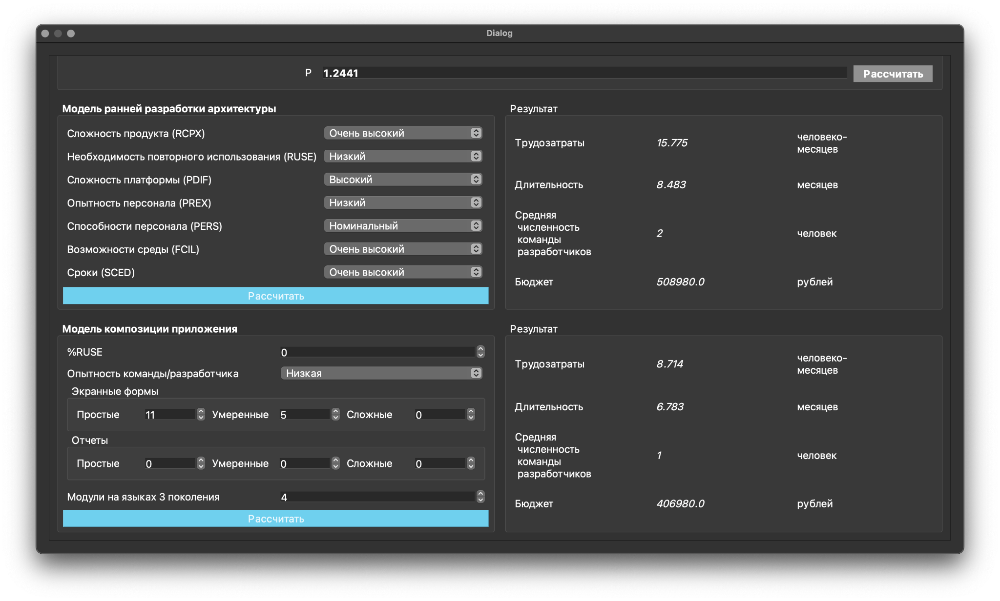 Dialog
P 1.2441 Рассчитать
Модель ранней разработки архитектуры
Сложность продукта (RCPX) Очень высокий
Необходимость повторного использования (RUSE) Низкий
Сложность платформы (PDIF) Высокий
Опытность персонала (PREX) Низкий
Способности персонала (PERS) Номинальный
Возможности среды (FCIL) Очень высокий
Сроки (SCED) Очень высокий
Рассчитать
Результат
Трудозатраты 15.775 человеко-
месяцев
Длительность 8.483 месяцев
Средняя
численность
команды
разработчиков
2 человек
Бюджет 508980.0 рублей
Модель композиции приложения
%RUSE 0
Опытность команды/разработчика Низкая
Экранные формы
Простые 11 Умеренные 5 Сложные 0
Отчеты
Простые 0 Умеренные 0 Сложные 0
Модули на языках 3 поколения 4
Рассчитать
Результат
Трудозатраты 8.714 человеко-
месяцев
Длительность 6.783 месяцев
Средняя
численность
команды
разработчиков
1 человек
Бюджет 406980.0 рублей